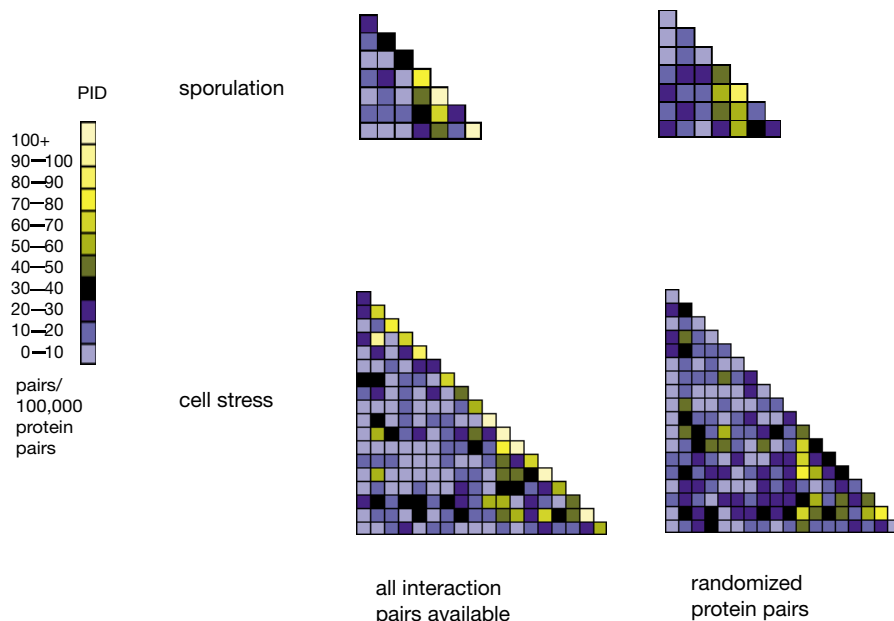 PID
sporulation
100+
90—100
80—90
70—80
60—70
50—60
40—50
30—40
20—30
10—20
0—10
pairs/
100,000
protein
pairs
cell stress
all interaction
pairs available
randomized
protein pairs